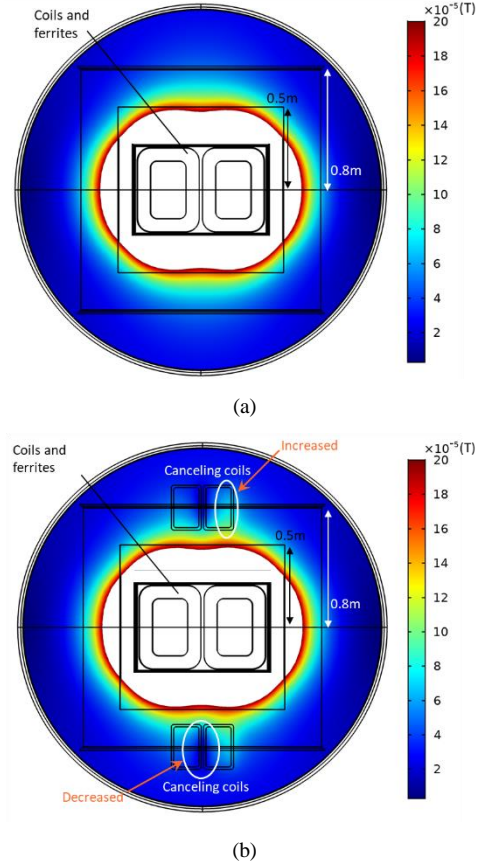 Coils and
ferrites
×10⁻⁵(T)
20
18
16
14
12
10
8
6
4
2
0.5m
0.8m
(a)
Coils and
ferrites
Canceling coils
Increased
×10⁻⁵(T)
20
18
16
14
12
10
8
6
4
2
0.5m
0.8m
Decreased
Canceling coils
(b)